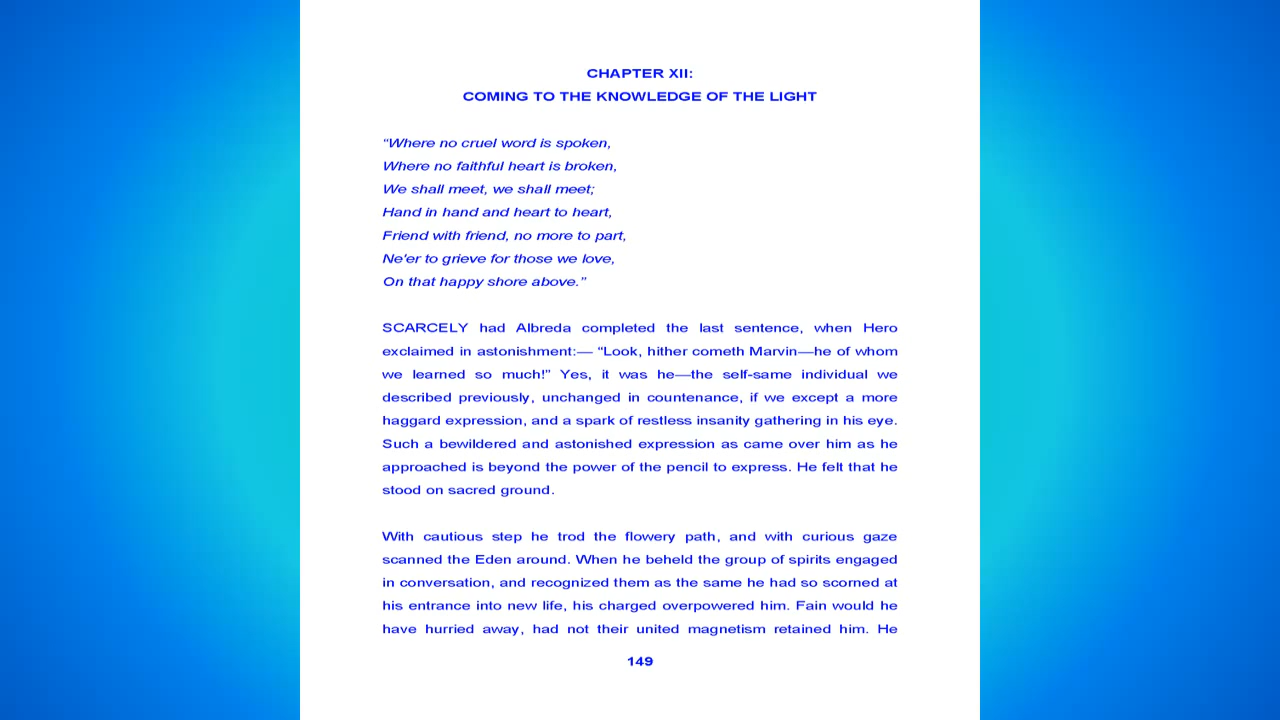 CHAPTER XII:
COMING TO THE KNOWLEDGE OF THE LIGHT
“Where no cruel word is spoken,
Where no faithful heart is broken,
We shall meet, we shall meet;
Hand in hand and heart to heart,
Friend with friend, no more to part,
Ne'er to grieve for those we love,
On that happy shore above.”
SCARCELY had Albreda completed the last sentence, when Hero
exclaimed in astonishment:— “Look, hither cometh Marvin—he of whom
we learned so much!” Yes, it was he—the self-same individual we
described previously, unchanged in countenance, if we except a more
haggard expression, and a spark of restless insanity gathering in his eye.
Such a bewildered and astonished expression as came over him as he
approached is beyond the power of the pencil to express. He felt that he
stood on sacred ground.
With cautious step he trod the flowery path, and with curious gaze
scanned the Eden around. When he beheld the group of spirits engaged
in conversation, and recognized them as the same he had so scorned at
his entrance into new life, his charged overpowered him. Fain would he
have hurried away, had not their united magnetism retained him. He
149